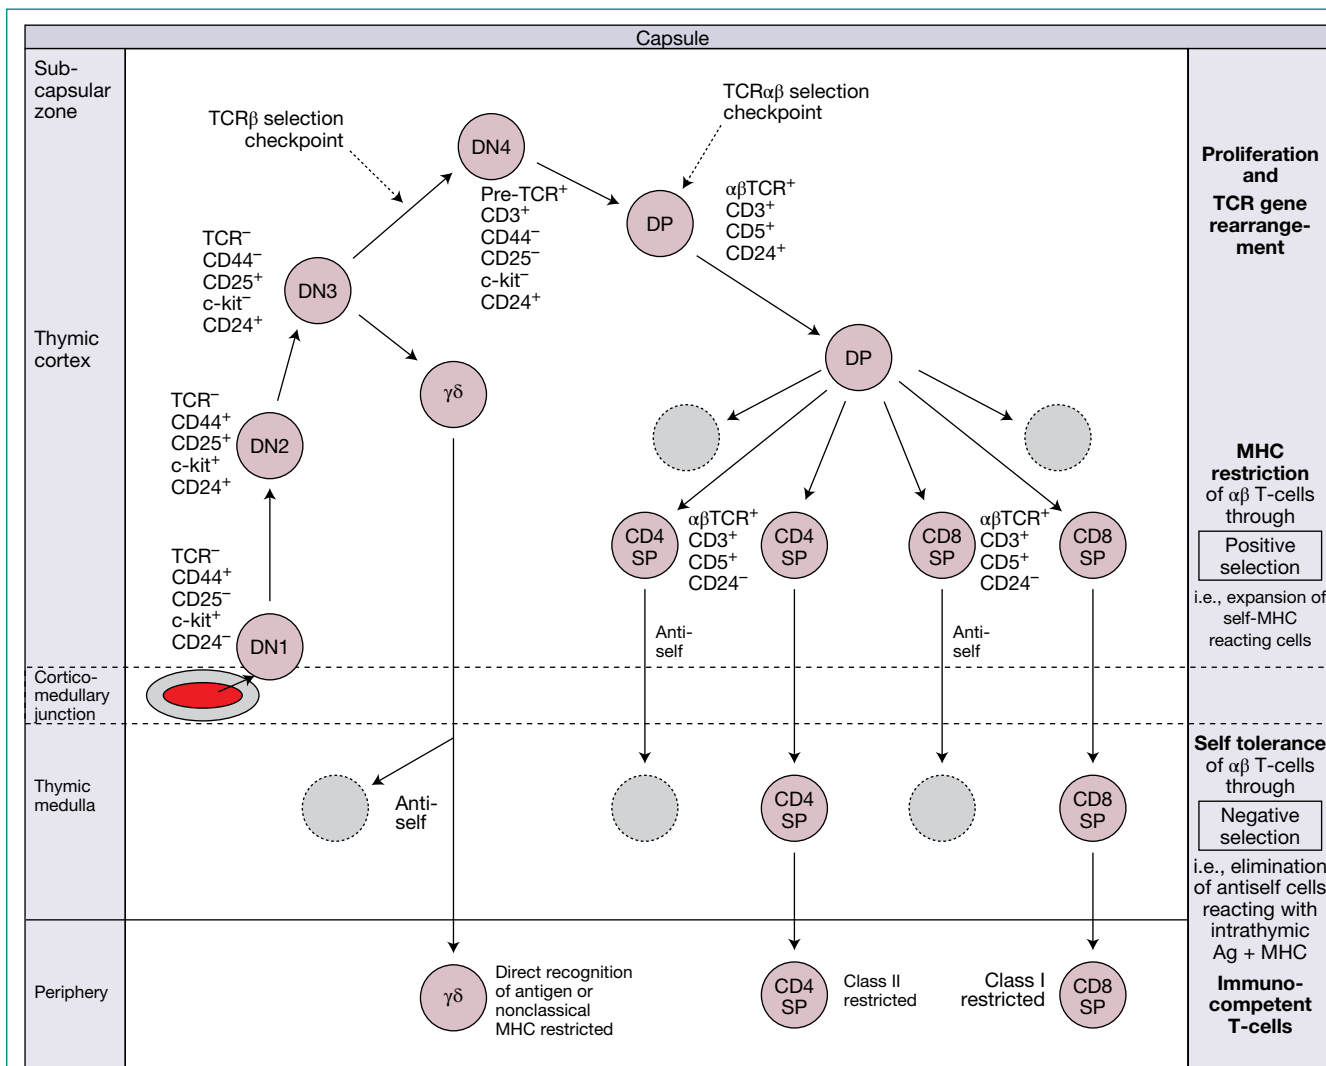 Capsule
Sub-
capsular
zone
TCRβ selection
checkpoint
TCRαβ selection
checkpoint
DN4
Pre-TCR⁺
CD3⁺
CD44⁻
CD25⁻
c-kit⁻
CD24⁺
DP
αβTCR⁺
CD3⁺
CD5⁺
CD24⁺
Proliferation
and
TCR gene
rearrange-
ment
TCR⁻
CD44⁻
CD25⁺
c-kit⁻
CD24⁺
DN3
Thymic
cortex
γδ
DP
TCR⁻
CD44⁺
CD25⁺
c-kit⁺
CD24⁺
DN2
MHC
restriction
of αβ T-cells
through
Positive
selection
i.e., expansion of
self-MHC
reacting cells
TCR⁻
CD44⁺
CD25⁻
c-kit⁺
CD24⁻
DN1
CD4
SP
αβTCR⁺
CD3⁺
CD5⁺
CD24⁻
CD4
SP
CD8
SP
αβTCR⁺
CD3⁺
CD5⁺
CD24⁻
CD8
SP
Anti-
self
Anti-
self
Cortico-
medullary
junction
Thymic
medulla
Anti-
self
CD4
SP
CD8
SP
Self tolerance
of αβ T-cells
through
Negative
selection
i.e., elimination
of antiself cells
reacting with
intrathymic
Ag + MHC
Periphery
γδ
Direct recognition
of antigen or
nonclassical
MHC restricted
CD4
SP
Class II
restricted
Class I
restricted
CD8
SP
Immuno-
competent
T-cells